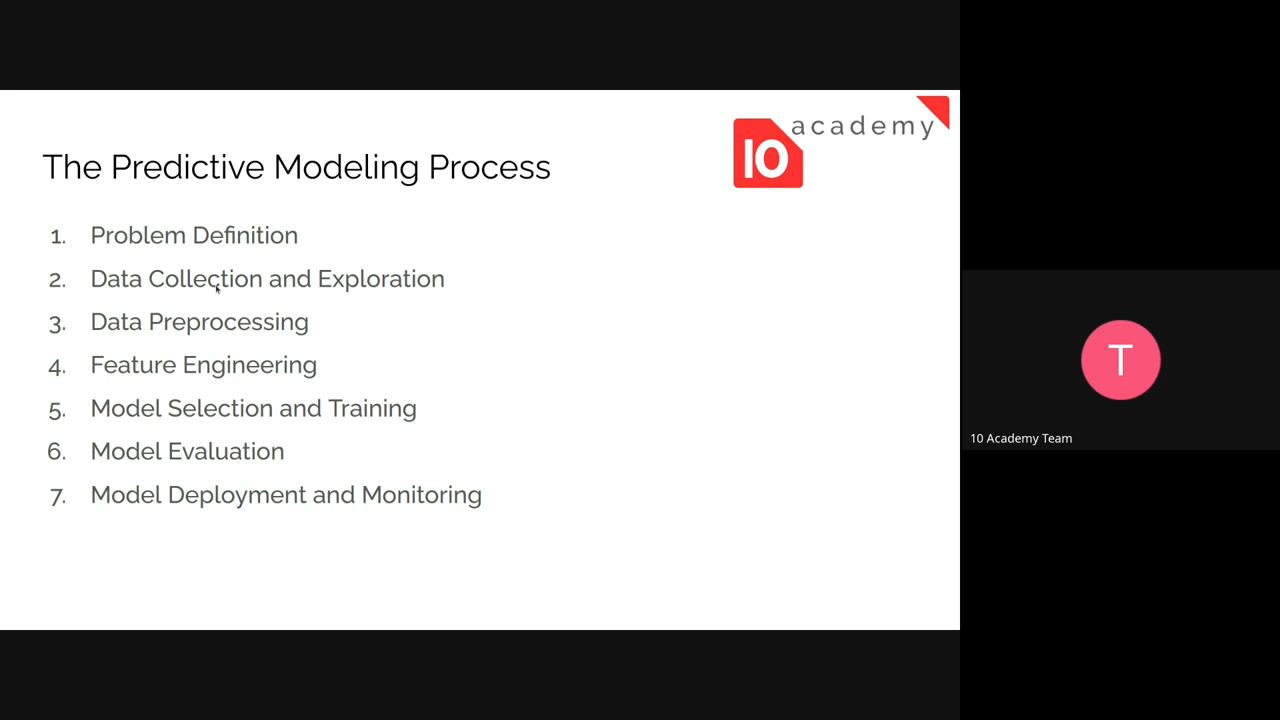 10 academy
The Predictive Modeling Process
1. Problem Definition
2. Data Collection and Exploration
3. Data Preprocessing
4. Feature Engineering
5. Model Selection and Training
6. Model Evaluation
7. Model Deployment and Monitoring
T
10 Academy Team